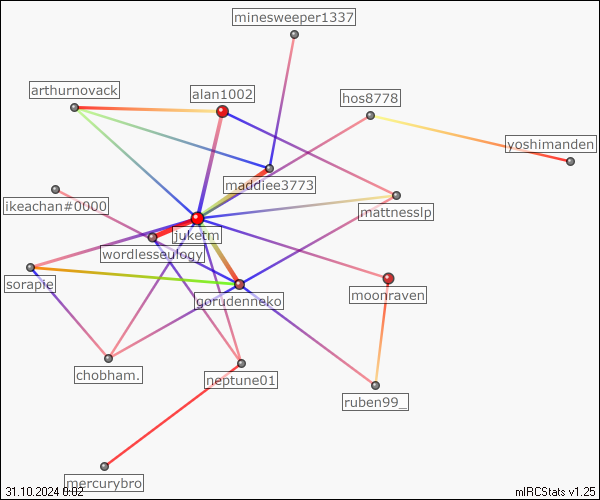 minesweeper1337
arthurnovack
alan1002
hos8778
yoshimanden
maddiee3773
ikeachan#0000
mattnesslp
juketm
wordlesseulogy
sorapie
gorudenneko
moonraven
chobham.
neptune01
ruben99_
mercurybro
31.10.2024 0:02
mIRCStats v1.25